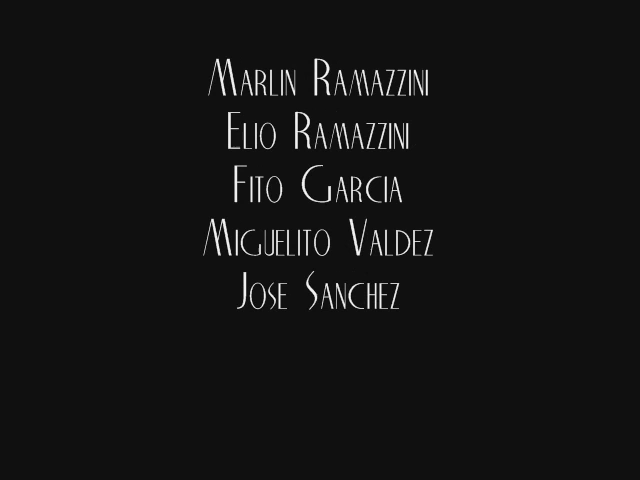 Marlin Ramazzini
Elio Ramazzini
Fito Garcia
Miguelito Valdez
Jose Sanchez